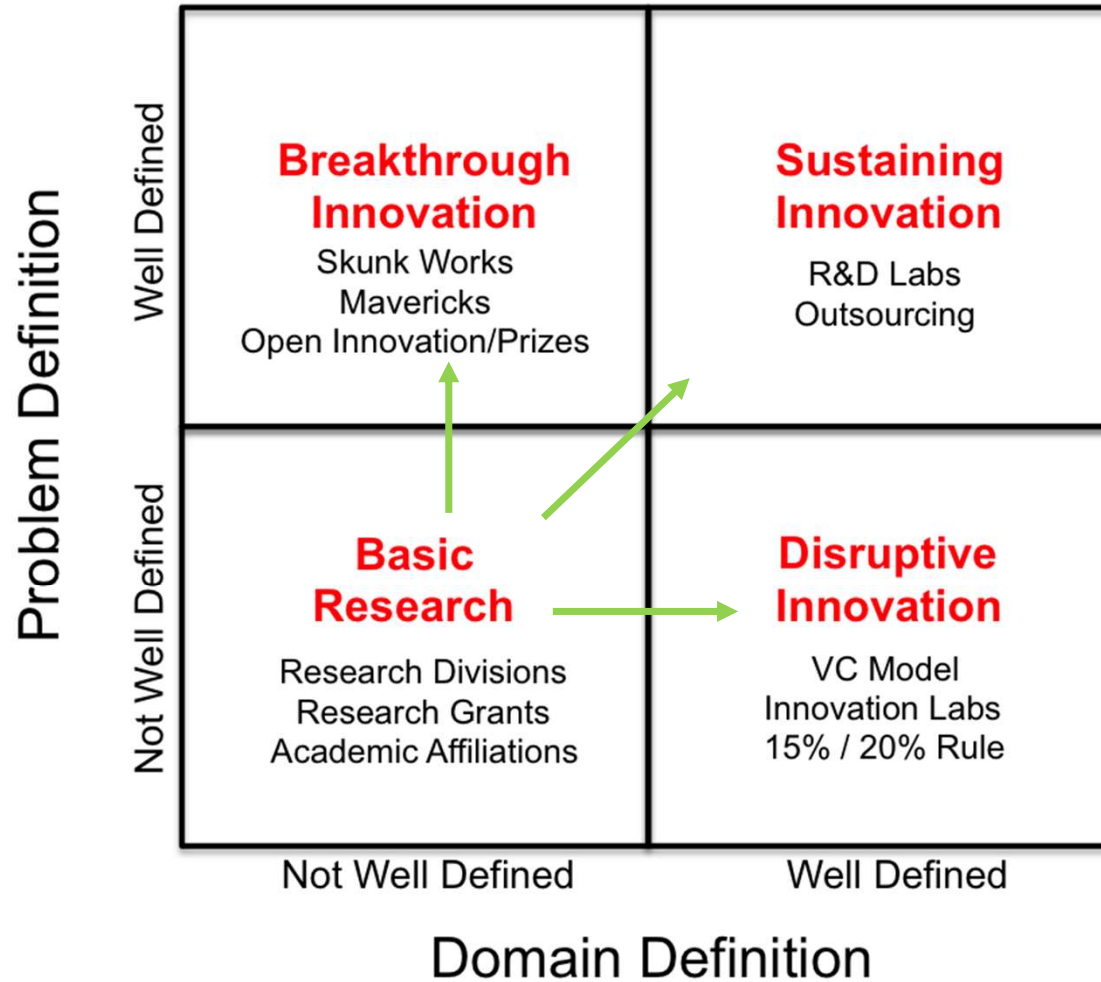 Problem Definition
Well Defined
Breakthrough
Innovation
Skunk Works
Mavericks
Open Innovation/Prizes
Sustaining
Innovation
R&D Labs
Outsourcing
Not Well Defined
Basic
Research
Research Divisions
Research Grants
Academic Affiliations
Disruptive
Innovation
VC Model
Innovation Labs
15% / 20% Rule
Not Well Defined
Well Defined
Domain Definition